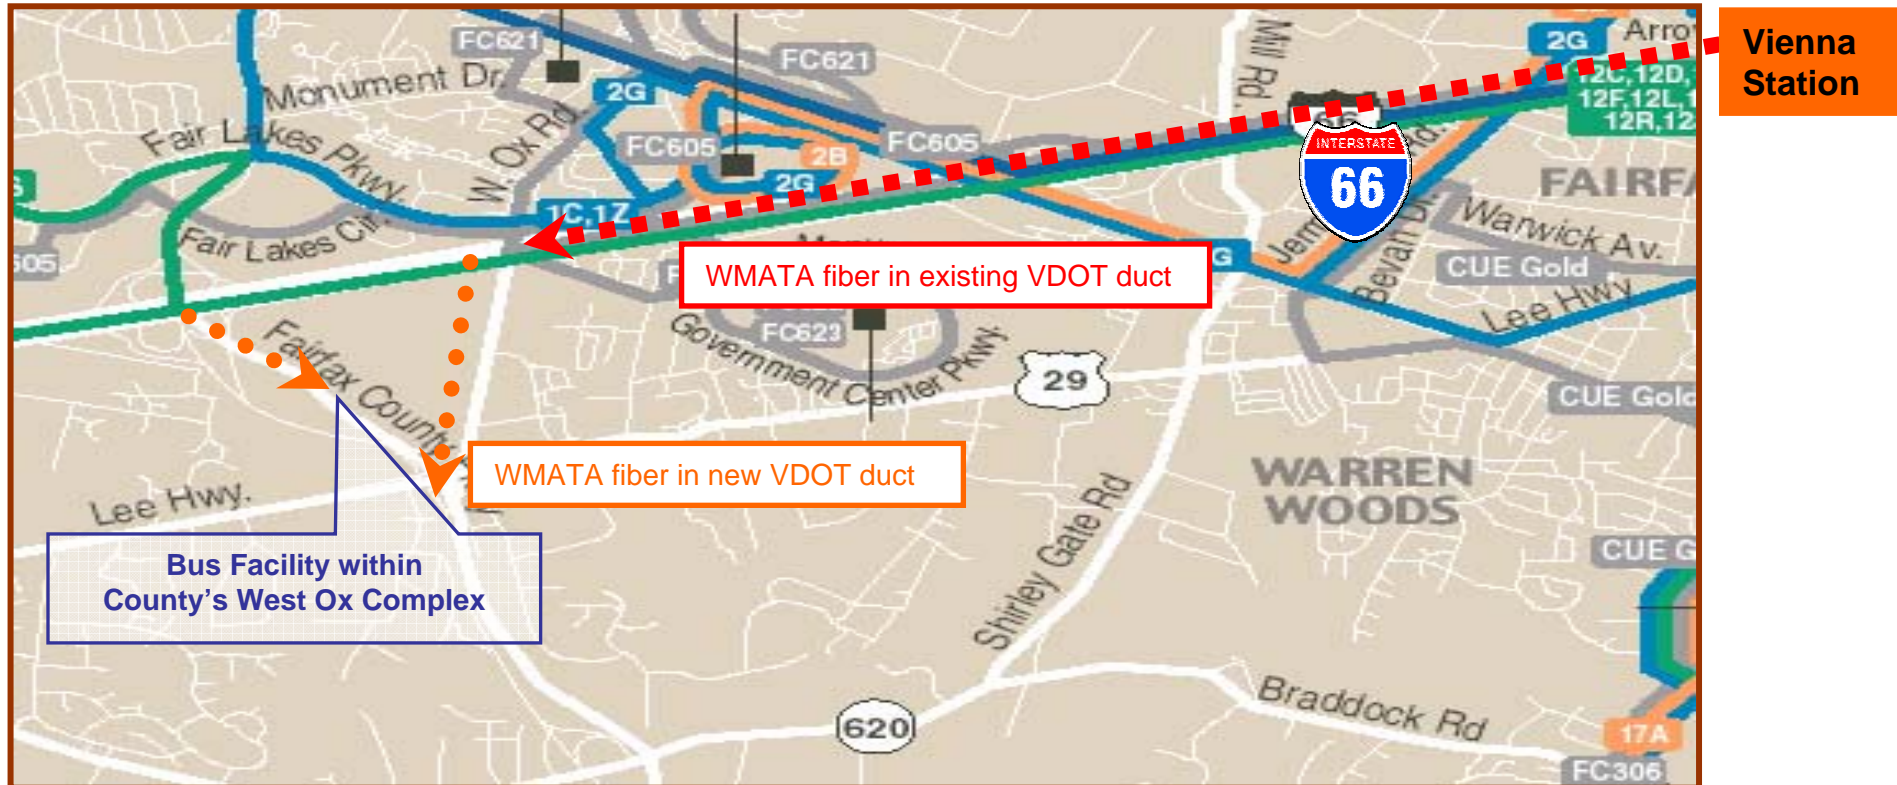 FC621
Monument Dr.
2G
W. Ox Rd.
FC621
Mill Rd.
2G
Vienna
Station
12C,12D,
12F,12L,
12R,
66
INTERSTATE
66
Fair Lakes Pkwy.
FC605
2B
FC605
2G
1C,1Z
Fair Lakes Cir.
605
WMATA fiber in existing VDOT duct
Bevan Dr.
Warwick Av.
CUE Gold
Lee Hwy
FC623
Government Center Pkwy.
29
CUE Gold
Fairfax County
WMATA fiber in new VDOT duct
Lee Hwy.
WARREN
WOODS
Bus Facility within
County's West Ox Complex
Shirley Gate Rd
CUE G
620
Braddock Rd
17A
FC306